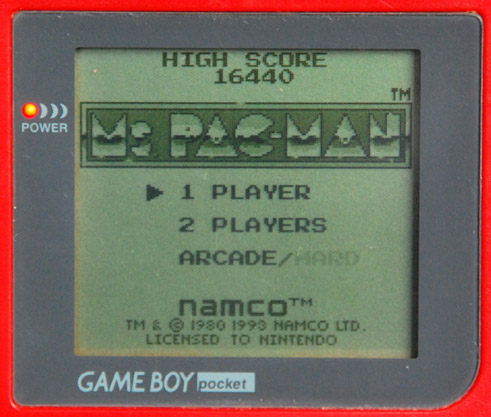 HIGH SCORE
16440
TM
MS. PAC-MAN
POWER
1 PLAYER
2 PLAYERS
ARCADE/HARD
namco™
TM & © 1980 1993 NAMCO LTD.
LICENSED TO NINTENDO
GAME BOY pocket